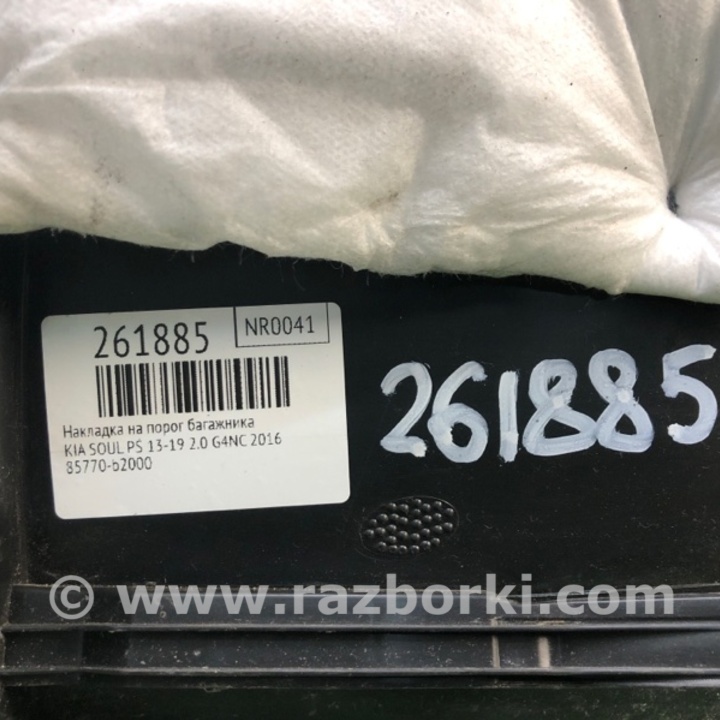 261885
NR0041
Накладка на порог багажника
KIA SOUL PS 13-19 2.0 G4NC 2016
85770-b2000
261885
© www.razborki.com